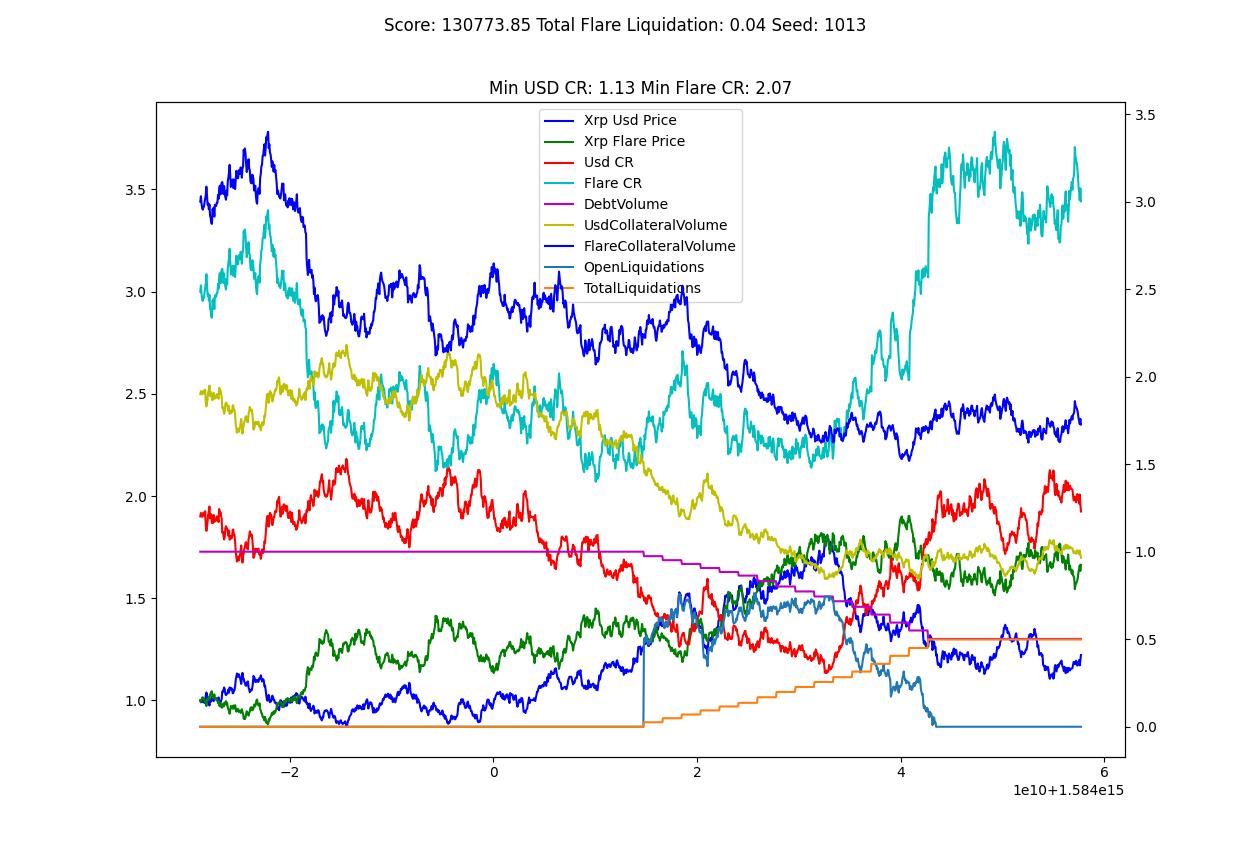 Score: 130773.85 Total Flare Liquidation: 0.04 Seed: 1013
Min USD CR: 1.13 Min Flare CR: 2.07
Xrp Usd Price
Xrp Flare Price
Usd CR
Flare CR
DebtVolume
UsdCollateralVolume
FlareCollateralVolume
OpenLiquidations
TotalLiquidations
3.5
3.0
2.5
2.0
1.5
1.0
3.5
3.0
2.5
2.0
1.5
1.0
0.5
0.0
−2 0 2 4 6
1e10+1.584e15